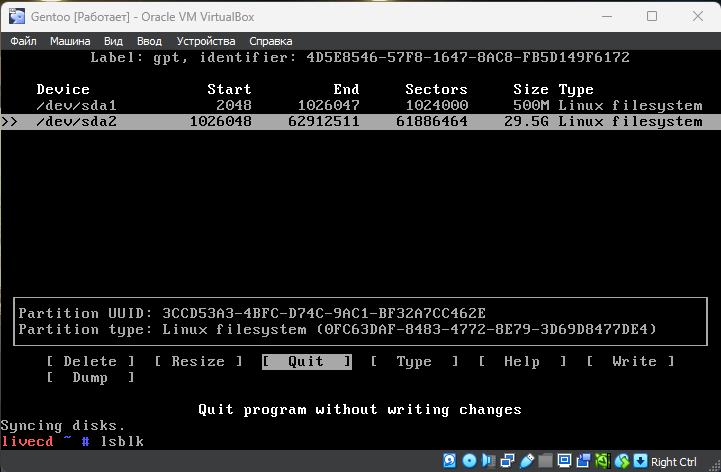 Gentoo [Работает] - Oracle VM VirtualBox
Файл Машина Вид Ввод Устройства Справка
Label: gpt, identifier: 4D5E8546-57F8-1647-8AC8-FB5D149F6172
Device Start End Sectors Size Type
/dev/sda1 2048 1026047 1024000 500M Linux filesystem
>> /dev/sda2 1026048 62912511 61886464 29.5G Linux filesystem
Partition UUID: 3CCD53A3-4BFC-D74C-9AC1-BF32A7CC462E
Partition type: Linux filesystem (0FC63DAF-8483-4772-8E79-3D69D8477DE4)
[ Delete ] [ Resize ] [ Quit ] [ Type ] [ Help ] [ Write ]
[ Dump ]
Quit program without writing changes
Syncing disks.
livecd ~ # lsblk
Right Ctrl